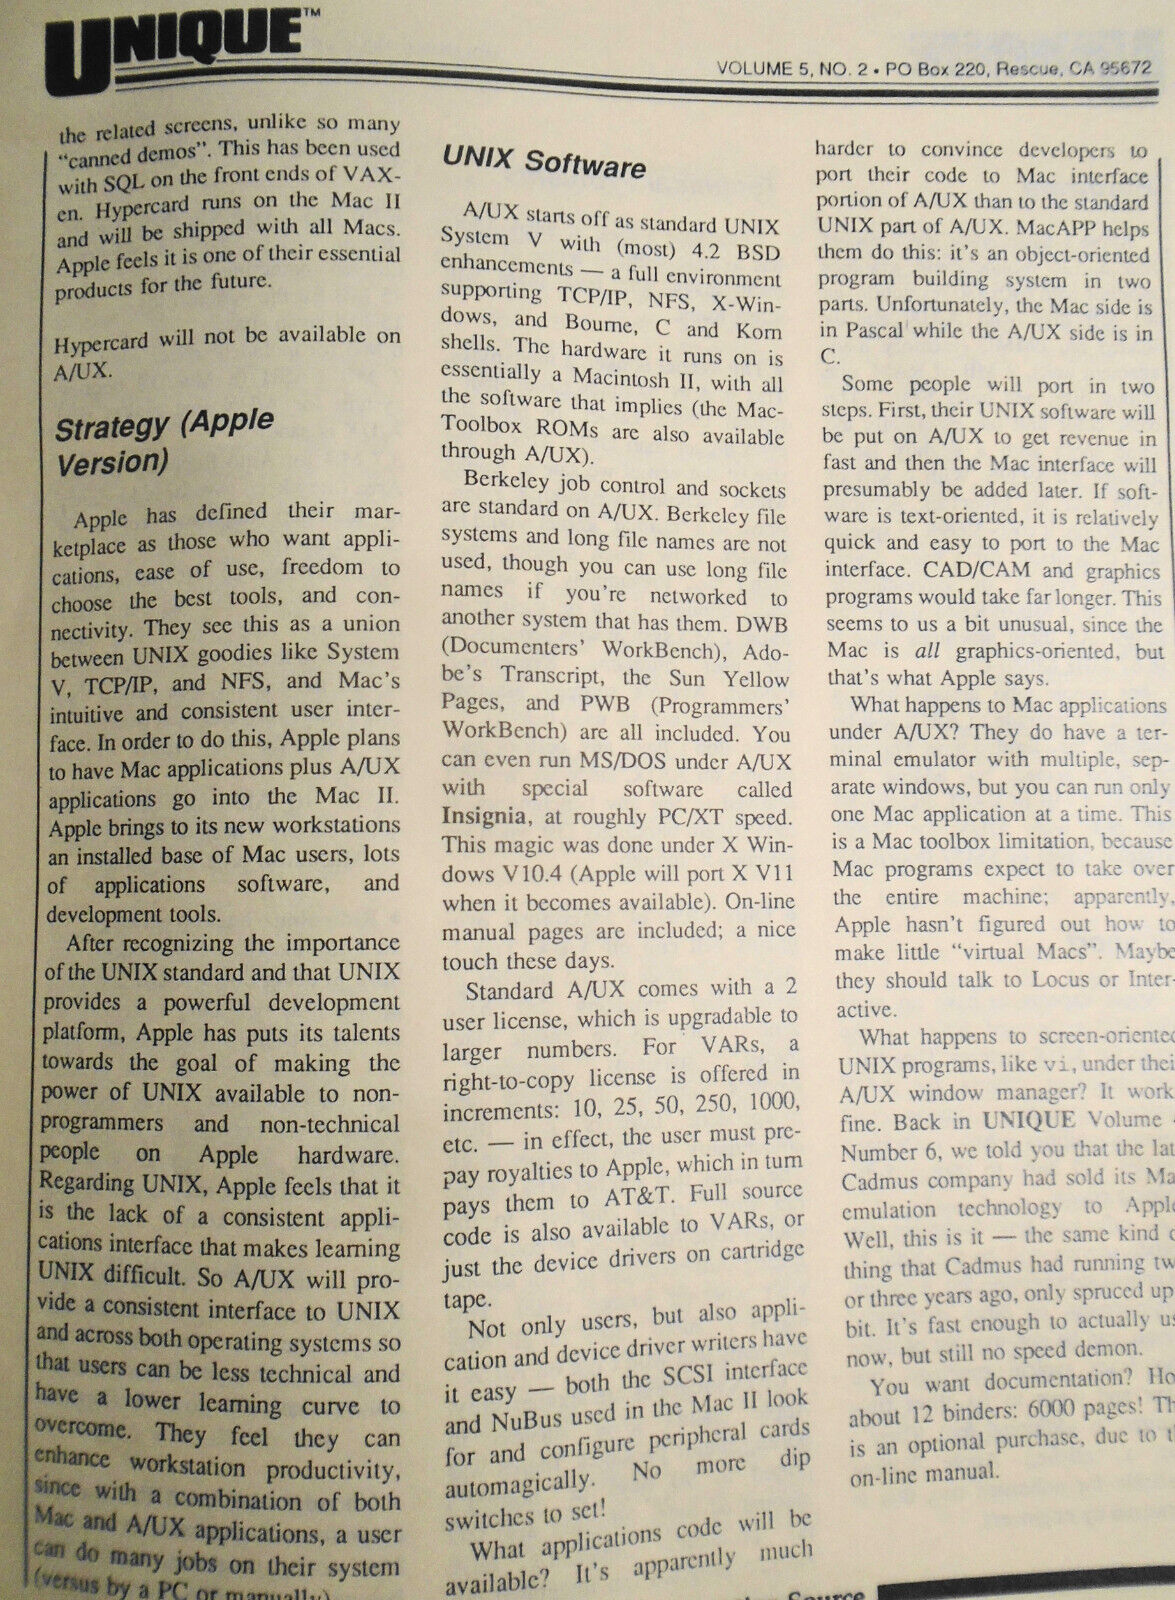 UNIQUE™
VOLUME 5, NO. 2 • PO Box 220, Rescue, CA 95672
the related screens, unlike so many
"canned demos". This has been used
with SQL on the front ends of VAX-
en. Hypercard runs on the Mac II
and will be shipped with all Macs.
Apple feels it is one of their essential
products for the future.
Hypercard will not be available on
A/UX.
Strategy (Apple
Version)
Apple has defined their mar-
ketplace as those who want appli-
cations, ease of use, freedom to
choose the best tools, and con-
nectivity. They see this as a union
between UNIX goodies like System
V, TCP/IP, and NFS, and Mac's
intuitive and consistent user inter-
face. In order to do this, Apple plans
to have Mac applications plus A/UX
applications go into the Mac II.
Apple brings to its new workstations
an installed base of Mac users, lots
of applications software, and
development tools.
After recognizing the importance
of the UNIX standard and that UNIX
provides a powerful development
platform, Apple has puts its talents
towards the goal of making the
power of UNIX available to non-
programmers and non-technical
people on Apple hardware.
Regarding UNIX, Apple feels that it
is the lack of a consistent appli-
cations interface that makes learning
UNIX difficult. So A/UX will pro-
vide a consistent interface to UNIX
and across both operating systems so
that users can be less technical and
have a lower learning curve to
overcome. They feel they can
enhance workstation productivity,
since with a combination of both
Mac and A/UX applications, a user
can do many jobs on their system
(versus by a PC or manually)
UNIX Software
A/UX starts off as standard UNIX
System V with (most) 4.2 BSD
enhancements — a full environment
supporting TCP/IP, NFS, X-Win-
dows, and Bourne, C and Korn
shells. The hardware it runs on is
essentially a Macintosh II, with all
the software that implies (the Mac-
Toolbox ROMs are also available
through A/UX).
Berkeley job control and sockets
are standard on A/UX. Berkeley file
systems and long file names are not
used, though you can use long file
names if you're networked to
another system that has them. DWB
(Documenters' WorkBench), Ado-
be's Transcript, the Sun Yellow
Pages, and PWB (Programmers'
WorkBench) are all included. You
can even run MS/DOS under A/UX
with special software called
Insignia, at roughly PC/XT speed.
This magic was done under X Win-
dows V10.4 (Apple will port X V11
when it becomes available). On-line
manual pages are included; a nice
touch these days.
Standard A/UX comes with a 2
user license, which is upgradable to
larger numbers. For VARs, a
right-to-copy license is offered in
increments: 10, 25, 50, 250, 1000,
etc. — in effect, the user must pre-
pay royalties to Apple, which in turn
pays them to AT&T. Full source
code is also available to VARs, or
just the device drivers on cartridge
tape.
Not only users, but also appli-
cation and device driver writers have
it easy — both the SCSI interface
and NuBus used in the Mac II look
for and configure peripheral cards
automagically. No more dip
switches to set!
What applications code will be
available? It's apparently much
harder to convince developers to
port their code to Mac interface
portion of A/UX than to the standard
UNIX part of A/UX. MacAPP helps
them do this: it's an object-oriented
program building system in two
parts. Unfortunately, the Mac side is
in Pascal while the A/UX side is in
C.
Some people will port in two
steps. First, their UNIX software will
be put on A/UX to get revenue in
fast and then the Mac interface will
presumably be added later. If soft-
ware is text-oriented, it is relatively
quick and easy to port to the Mac
interface. CAD/CAM and graphics
programs would take far longer. This
seems to us a bit unusual, since the
Mac is all graphics-oriented, but
that's what Apple says.
What happens to Mac applications
under A/UX? They do have a ter-
minal emulator with multiple, sep-
arate windows, but you can run only
one Mac application at a time. This
is a Mac toolbox limitation, because
Mac programs expect to take over
the entire machine; apparently,
Apple hasn't figured out how to
make little "virtual Macs". Maybe
they should talk to Locus or Inter-
active.
What happens to screen-oriented
UNIX programs, like vi, under thei
A/UX window manager? It work
fine. Back in UNIQUE Volume
Number 6, we told you that the lat
Cadmus company had sold its Ma
emulation technology to Apple
Well, this is it — the same kind o
thing that Cadmus had running tw
or three years ago, only spruced up
bit. It's fast enough to actually us
now, but still no speed demon.
You want documentation? Ho
about 12 binders: 6000 pages! Th
is an optional purchase, due to th
on-line manual.
Source